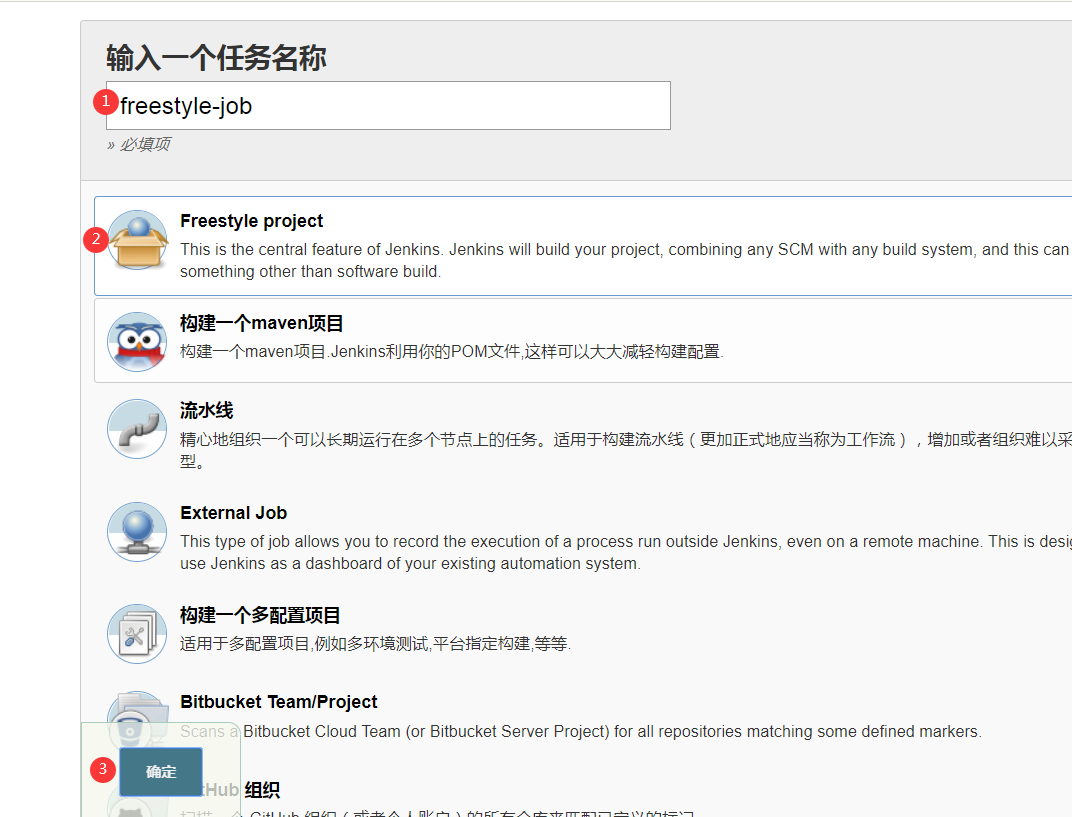 输入一个任务名称
1
freestyle-job
» 必填项
2
Freestyle project
This is the central feature of Jenkins. Jenkins will build your project, combining any SCM with any build system, and this can
something other than software build.
构建一个maven项目
构建一个maven项目.Jenkins利用你的POM文件,这样可以大大减轻构建配置.
流水线
精心地组织一个可以长期运行在多个节点上的任务。适用于构建流水线（更加正式地应当称为工作流），增加或者组织难以采
型。
External Job
This type of job allows you to record the execution of a process run outside Jenkins, even on a remote machine. This is desig
use Jenkins as a dashboard of your existing automation system.
构建一个多配置项目
适用于多配置项目,例如多环境测试,平台指定构建,等等.
Bitbucket Team/Project
Scans a Bitbucket Cloud Team (or Bitbucket Server Project) for all repositories matching some defined markers.
3
确定
tHub 组织
扫描一个 GitHub 组织（或者个人账户）的所有仓库来匹配已定义的标记.